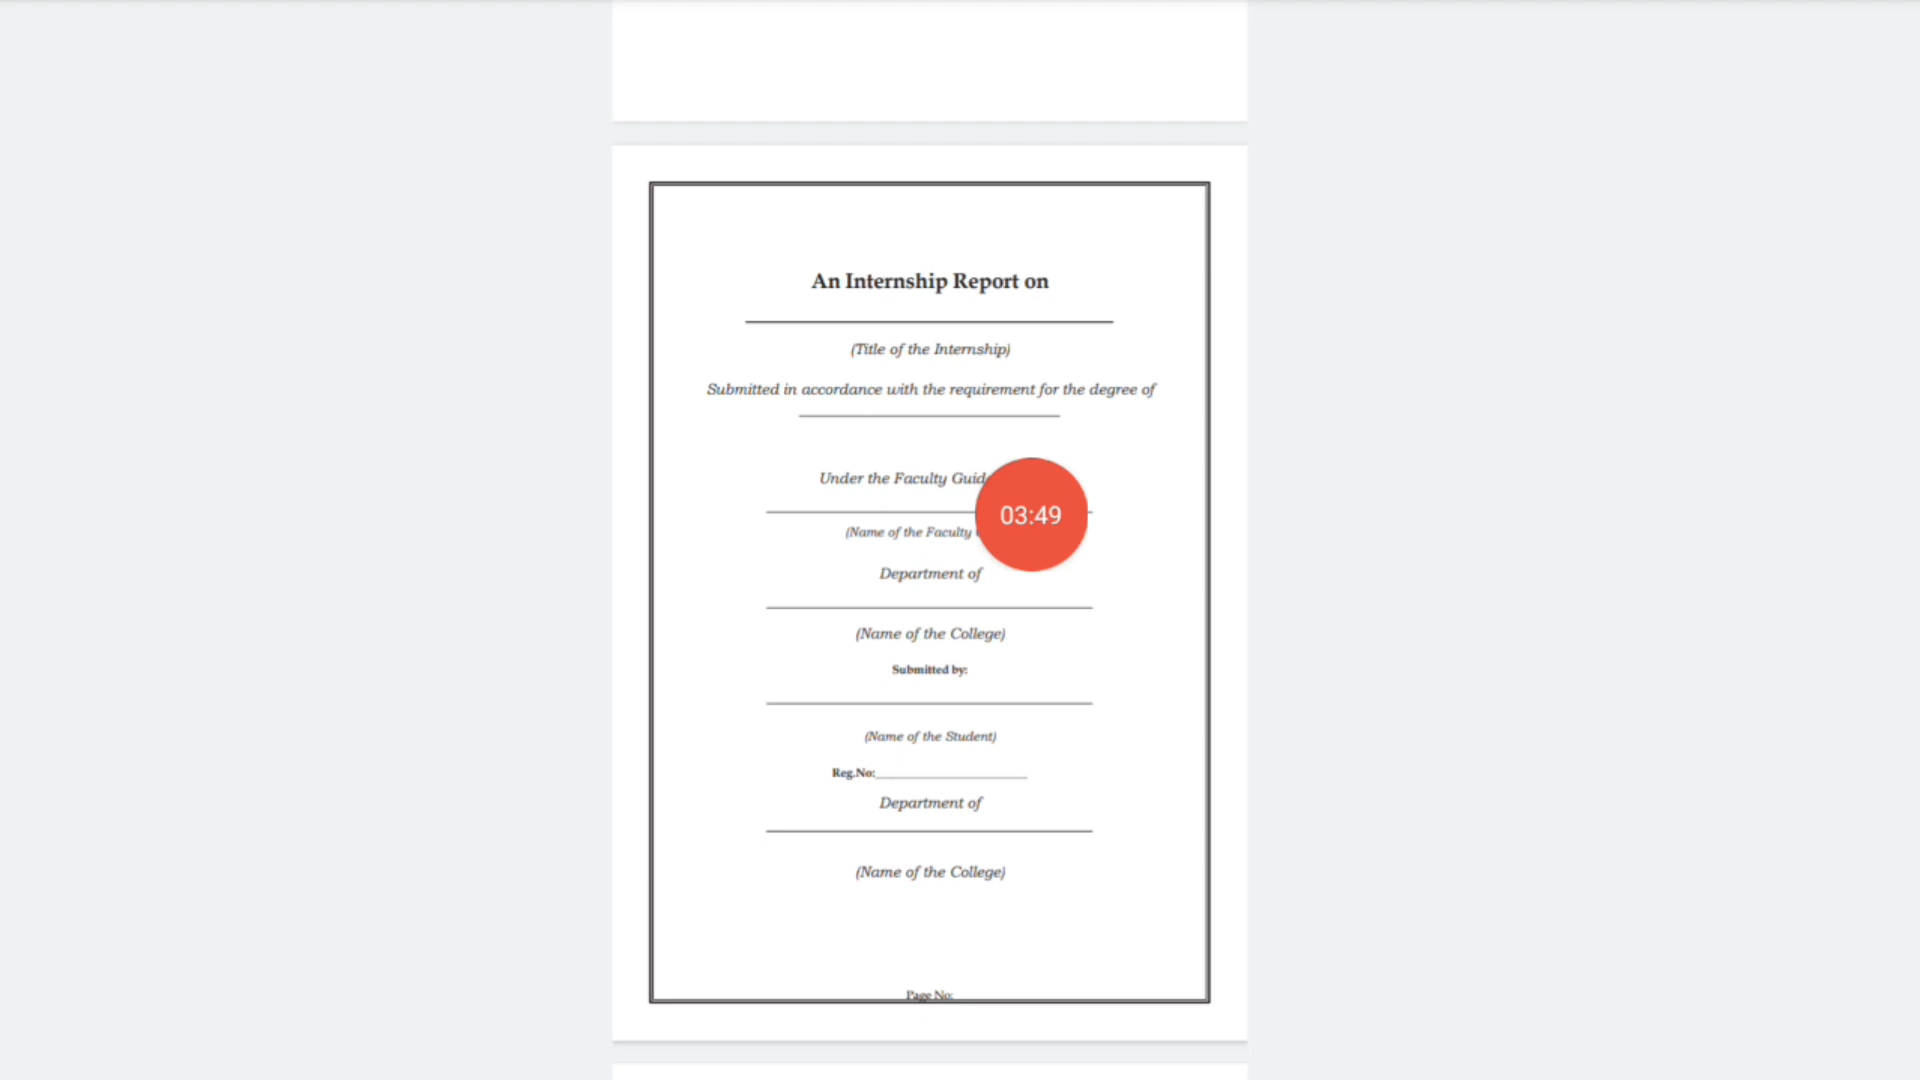 An Internship Report on
(Title of the Internship)
Submitted in accordance with the requirement for the degree of
Under the Faculty
03:49
(Name of the Faculty
Department of
(Name of the College)
Submitted by:
(Name of the Student)
Reg.No:
Department of
(Name of the College)
Page No: